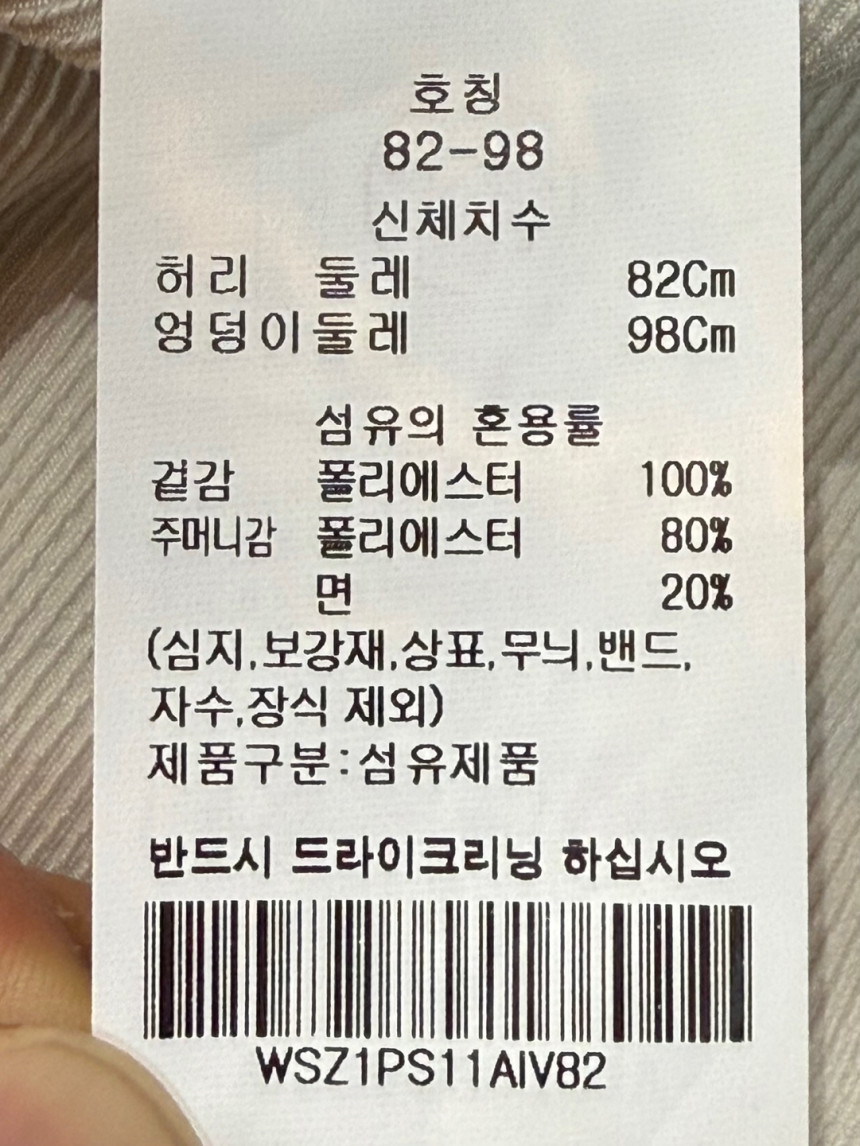 호칭
82-98
신체치수
허리 둘레 82Cm
엉덩이둘레 98Cm
섬유의 혼용률
겉감 폴리에스터 100%
주머니감 폴리에스터 80%
면 20%
(심지,보강재,상표,무늬,밴드,
자수,장식 제외)
제품구분:섬유제품
반드시 드라이크리닝 하십시오
WSZ1PS11AIV82